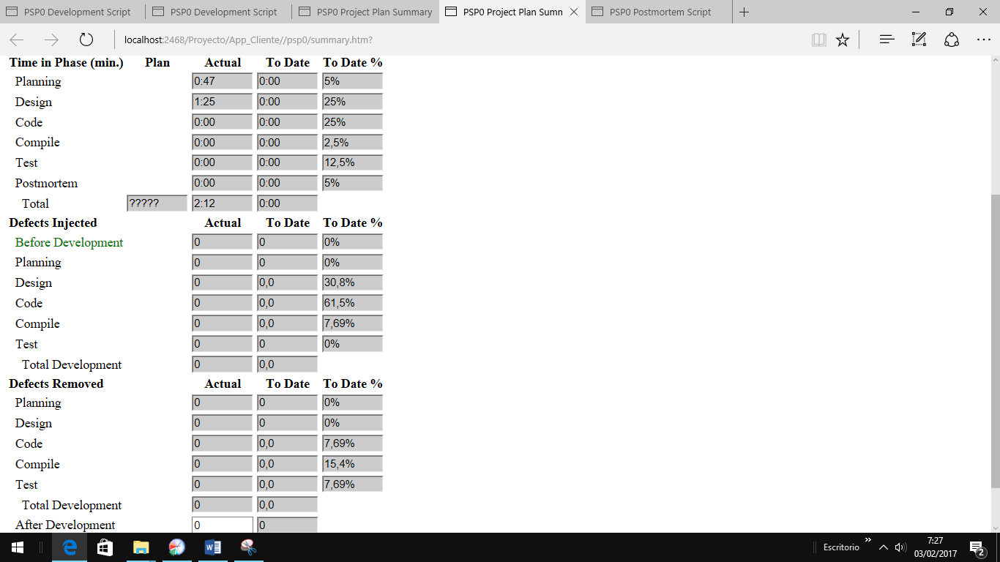 PSP0 Development Script PSP0 Development Script PSP0 Project Plan Summary PSP0 Project Plan Sumn PSP0 Postmortem Script
localhost:2468/Proyecto/App_Cliente//psp0/summary.htm?
Time in Phase (min.) Plan Actual To Date To Date %
Planning 0:47 0:00 5%
Design 1:25 0:00 25%
Code 0:00 0:00 25%
Compile 0:00 0:00 2,5%
Test 0:00 0:00 12,5%
Postmortem 0:00 0:00 5%
Total ????? 2:12 0:00
Defects Injected Actual To Date To Date %
Before Development 0 0 0%
Planning 0 0 0%
Design 0 0,0 30,8%
Code 0 0,0 61,5%
Compile 0 0,0 7,69%
Test 0 0 0%
Total Development 0 0,0
Defects Removed Actual To Date To Date %
Planning 0 0 0%
Design 0 0 0%
Code 0 0,0 7,69%
Compile 0 0,0 15,4%
Test 0 0,0 7,69%
Total Development 0 0,0
After Development 0 0
Escritorio 7:27
03/02/2017 2